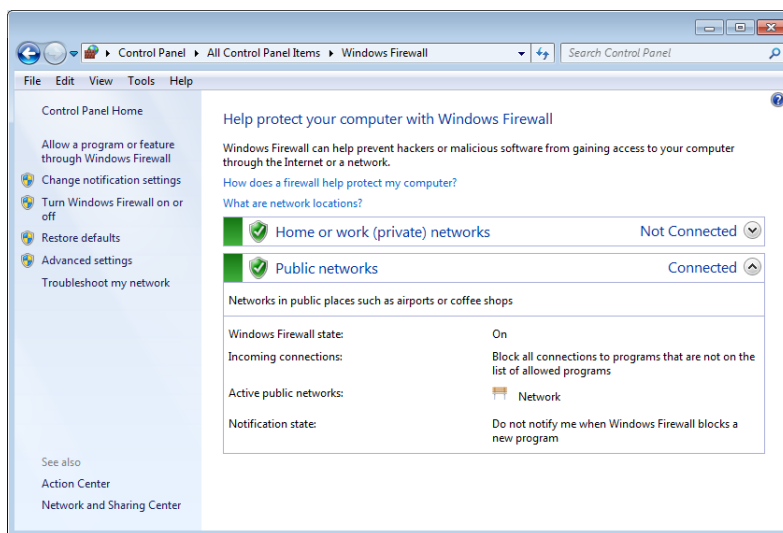 Control Panel
All Control Panel Items
Windows Firewall
Search Control Panel
File Edit View Tools Help
Control Panel Home
Allow a program or feature
through Windows Firewall
Change notification settings
Turn Windows Firewall on or
off
Restore defaults
Advanced settings
Troubleshoot my network
See also
Action Center
Network and Sharing Center
Help protect your computer with Windows Firewall
Windows Firewall can help prevent hackers or malicious software from gaining access to your computer
through the Internet or a network.
How does a firewall help protect my computer?
What are network locations?
Home or work (private) networks Not Connected
Public networks Connected
Networks in public places such as airports or coffee shops
Windows Firewall state: On
Incoming connections: Block all connections to programs that are not on the
list of allowed programs
Active public networks: Network
Notification state: Do not notify me when Windows Firewall blocks a
new program